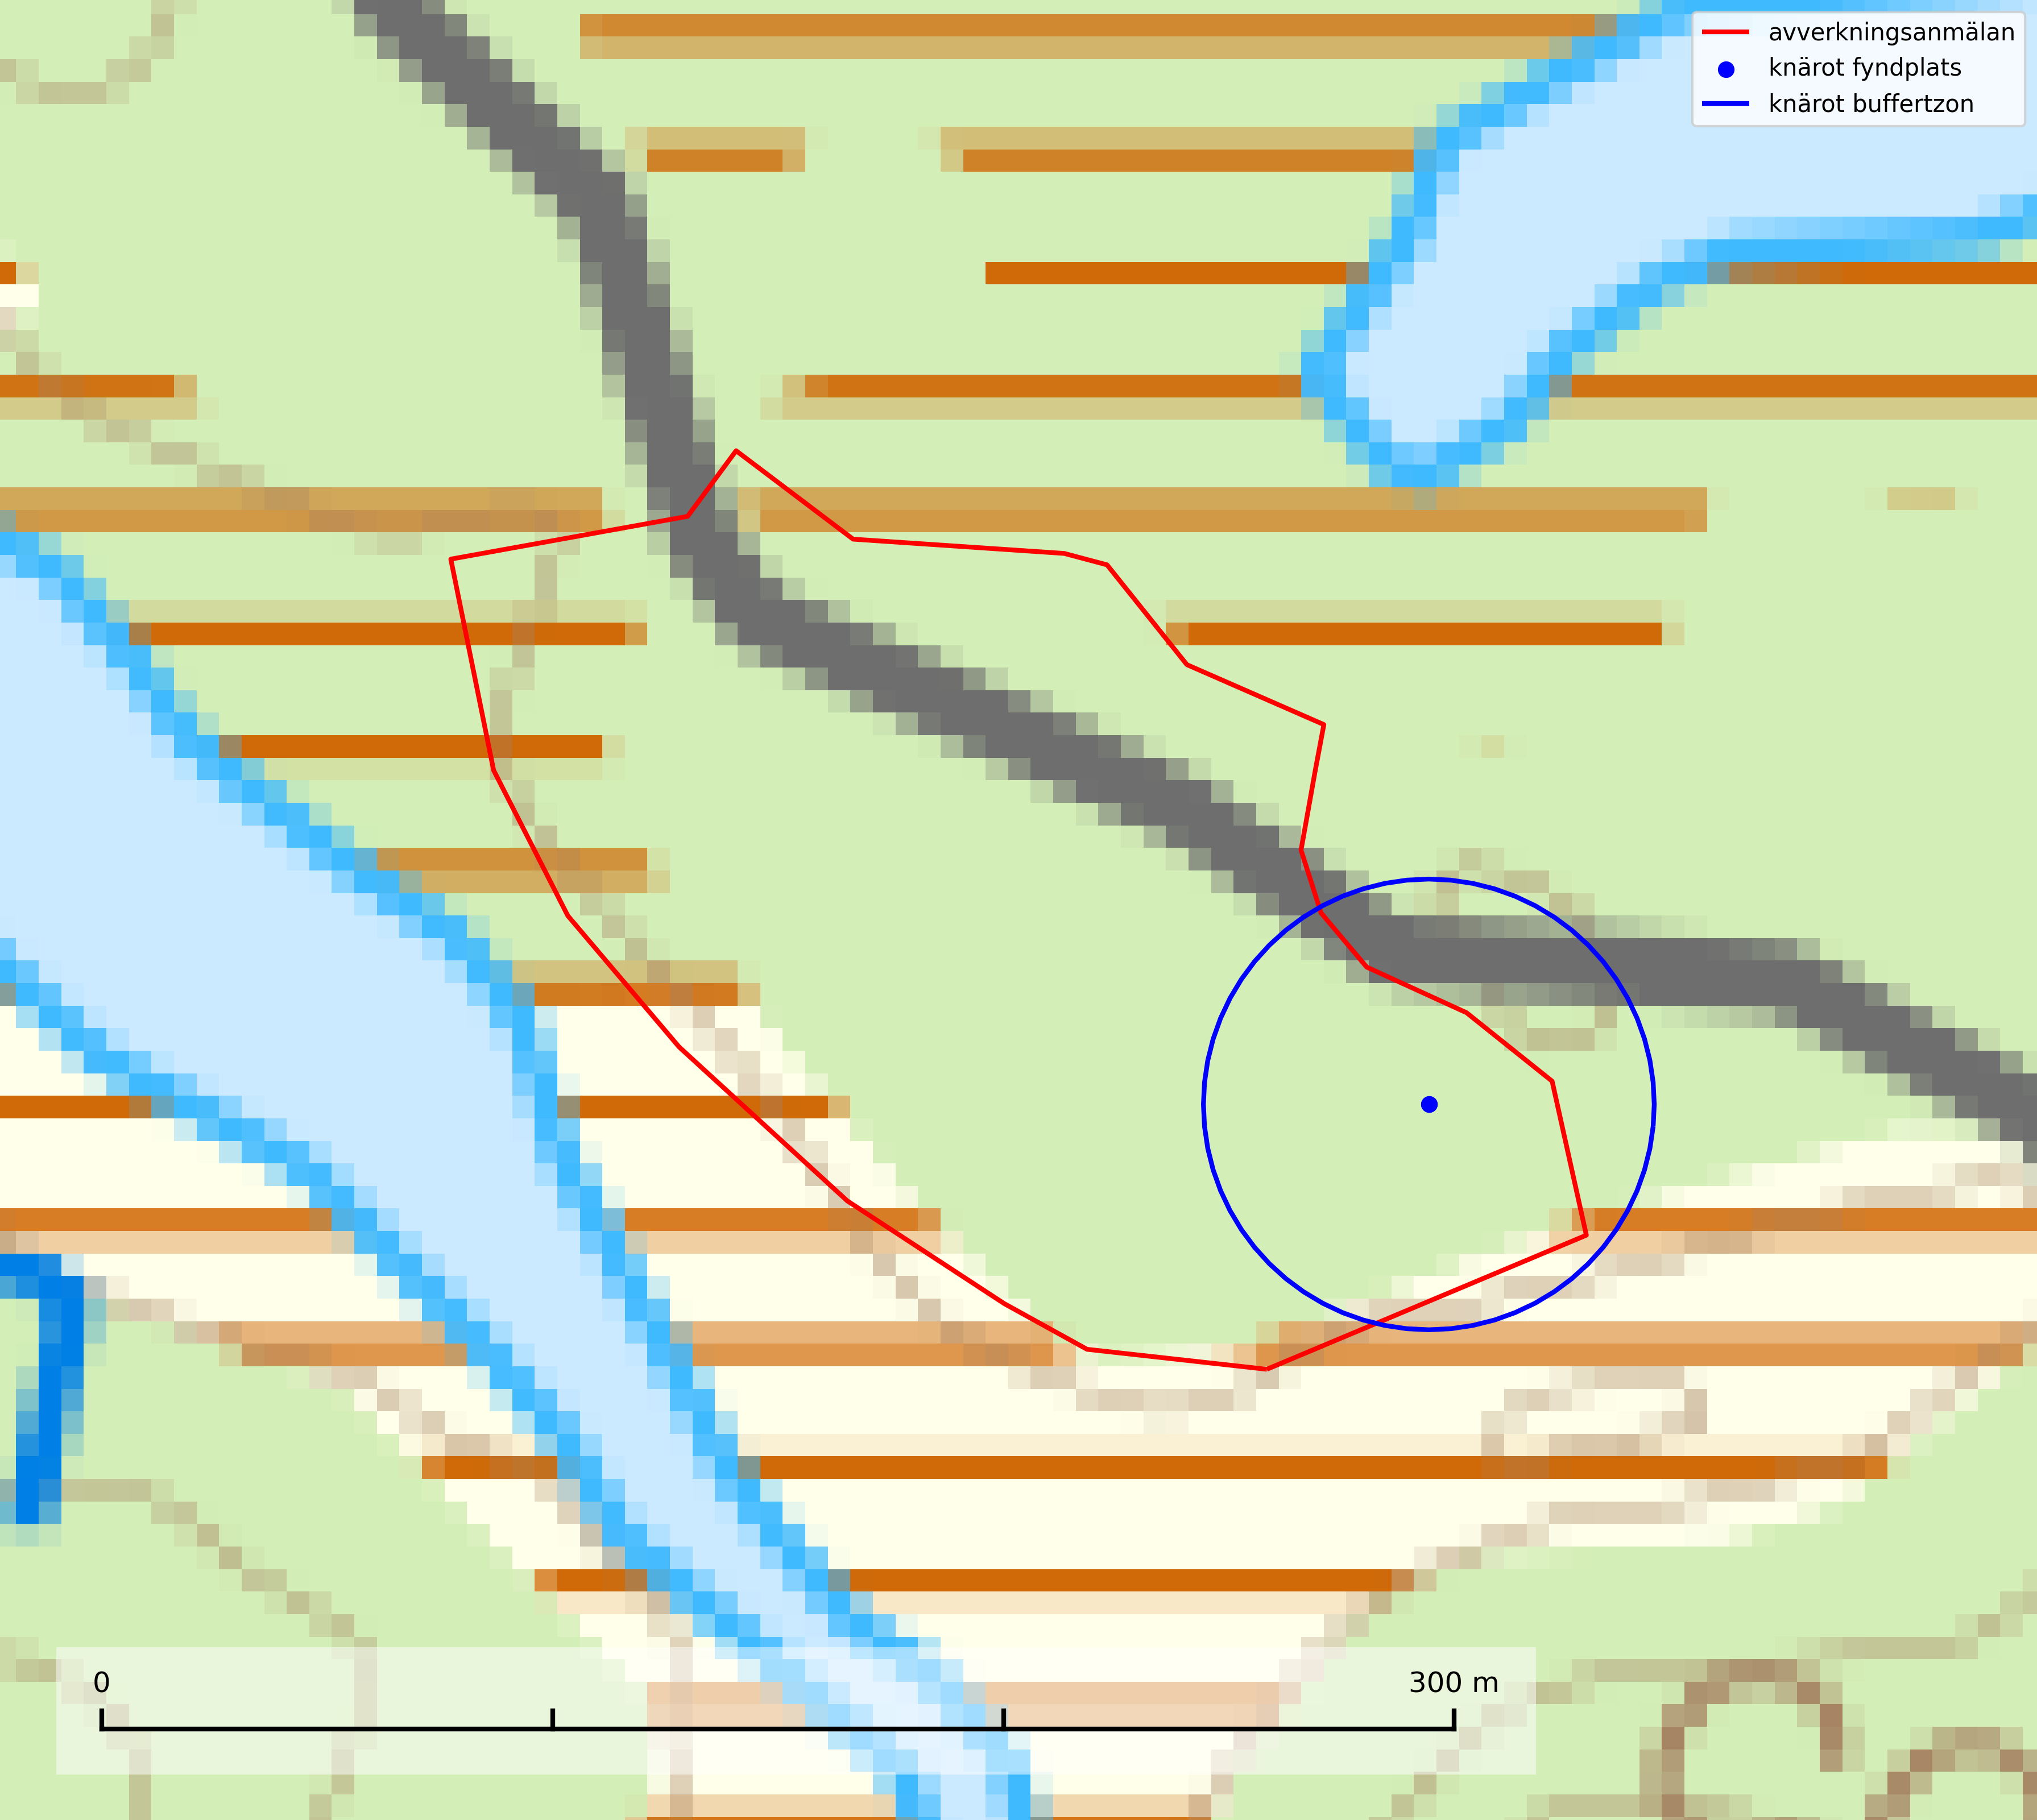 avverkningsanmälan
knärot fyndplats
knärot buffertzon
0
300 m